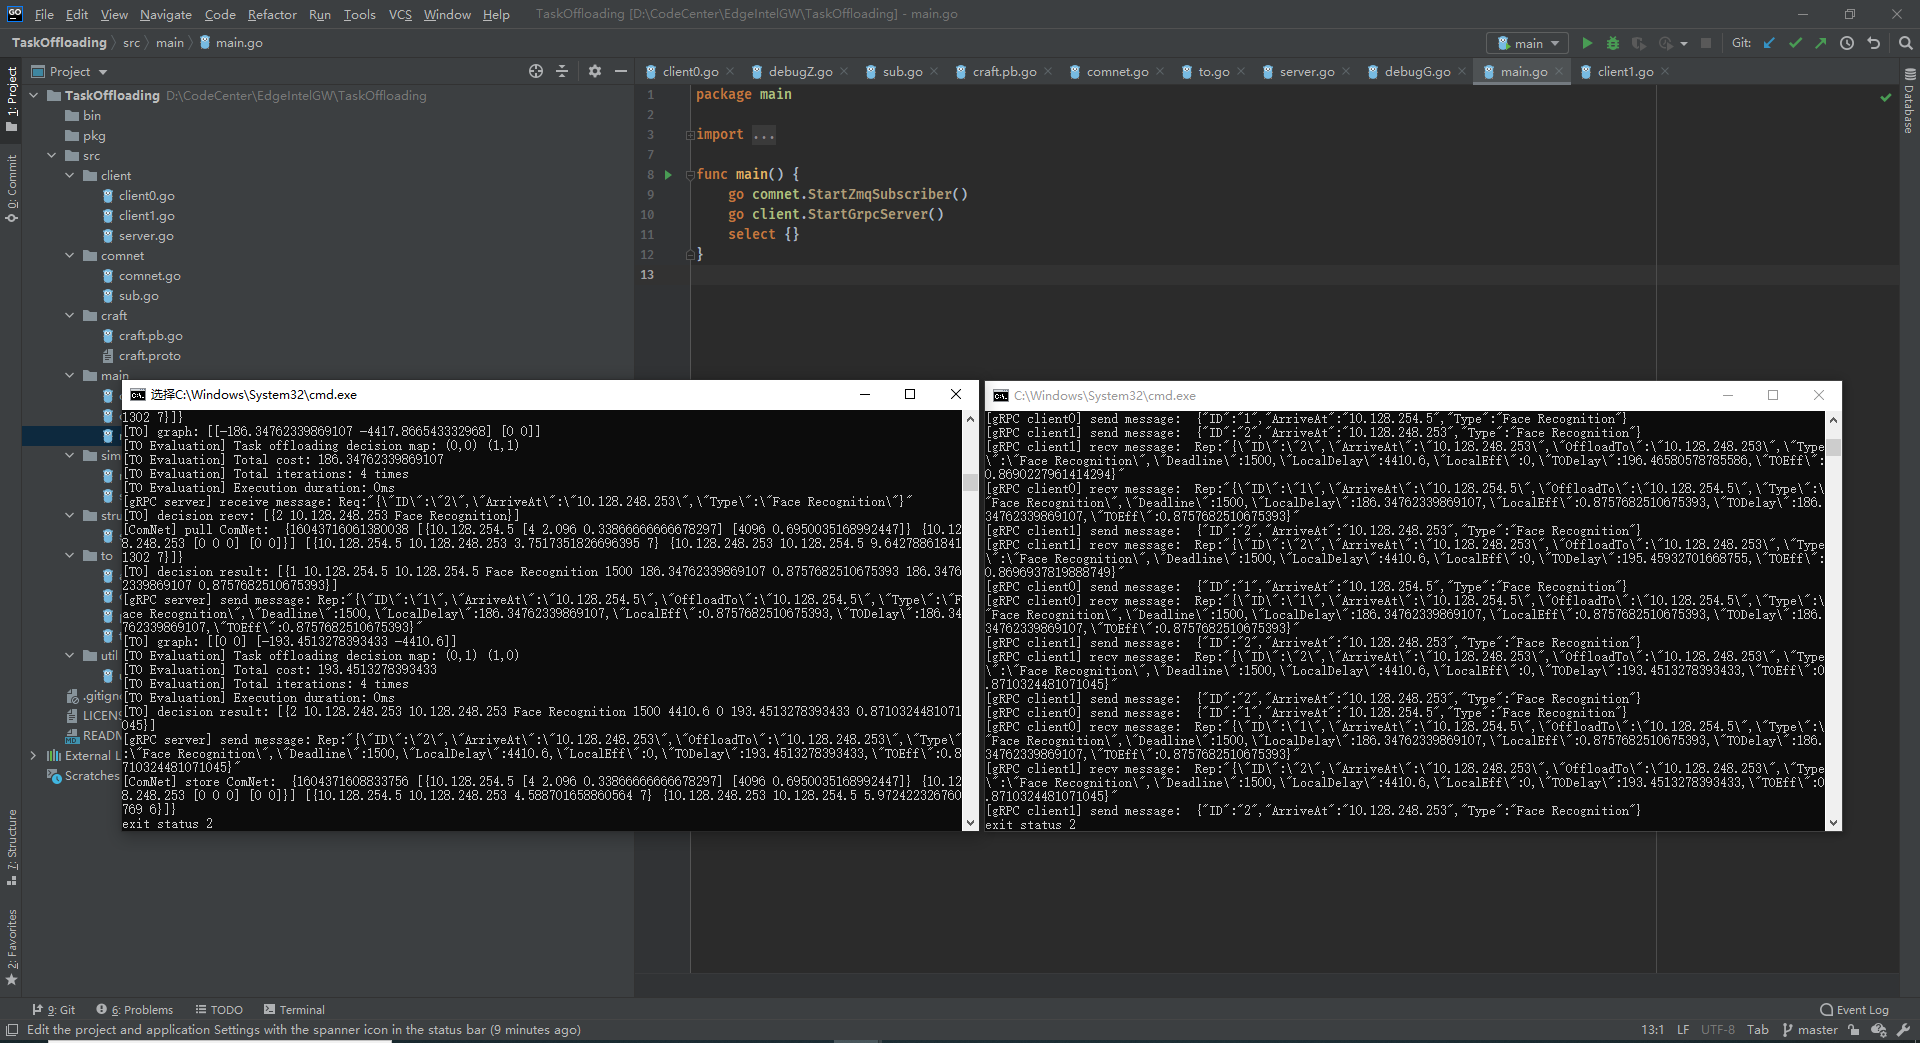 File Edit View Navigate Code Refactor Run Tools VCS Window Help TaskOffloading [D:\CodeCenter\EdgeIntelGW\TaskOffloading] - main.go
TaskOffloading src main main.go
main Git:
1: Project
0: Commit
7: Structure
2: Favorites
Database
Project
TaskOffloading D:\CodeCenter\EdgeIntelGW\TaskOffloading
bin
pkg
src
client
client0.go
client1.go
server.go
comnet
comnet.go
sub.go
craft
craft.pb.go
craft.proto
main
sim
stru
to
util
.gitign
LICENS
READM
External L
Scratches
client0.go debugZ.go sub.go craft.pb.go comnet.go to.go server.go debugG.go main.go client1.go
1 package main
2
3 import ...
7
8 func main() {
9 go comnet.StartZmqSubscriber()
10 go client.StartGrpcServer()
11 select {}
12 }
13
选择C:\Windows\System32\cmd.exe
1302 7}]}
[TO] graph: [[-186.34762339869107 -4417.866543332968] [0 0]]
[TO Evaluation] Task offloading decision map: (0,0) (1,1)
[TO Evaluation] Total cost: 186.34762339869107
[TO Evaluation] Total iterations: 4 times
[TO Evaluation] Execution duration: 0ms
[gRPC server] receive message: Req:"{\"ID\":\"2\",\"ArriveAt\":\"10.128.248.253\",\"Type\":\"Face Recognition\"}"
[TO] decision recv: [{2 10.128.248.253 Face Recognition}]
[ComNet] pull ComNet:  {16043716061380038 [{10.128.254.5 [4 2.096 0.33866666666678297] [4096 0.6950035168992447]} {10.12
8.248.253 [0 0 0] [0 0]}] [{10.128.254.5 10.128.248.253 3.7517351826696395 7} {10.128.248.253 10.128.254.5 9.64278861841
1302 7}]}
[TO] decision result: [{1 10.128.254.5 10.128.254.5 Face Recognition 1500 186.34762339869107 0.8757682510675393 186.3476
2339869107 0.8757682510675393}]
[gRPC server] send message: Rep:"{\"ID\":\"1\",\"ArriveAt\":\"10.128.254.5\",\"OffloadTo\":\"10.128.254.5\",\"Type\":\"F
ace Recognition\",\"Deadline\":1500,\"LocalDelay\":186.34762339869107,\"LocalEff\":0.8757682510675393,\"TODelay\":186.34
762339869107,\"TOEff\":0.8757682510675393}"
[TO] graph: [[0 0] [-193.4513278393433 -4410.6]]
[TO Evaluation] Task offloading decision map: (0,1) (1,0)
[TO Evaluation] Total cost: 193.4513278393433
[TO Evaluation] Total iterations: 4 times
[TO Evaluation] Execution duration: 0ms
[TO] decision result: [{2 10.128.248.253 10.128.248.253 Face Recognition 1500 4410.6 0 193.4513278393433 0.8710324481071
045}]
[gRPC server] send message: Rep:"{\"ID\":\"2\",\"ArriveAt\":\"10.128.248.253\",\"OffloadTo\":\"10.128.248.253\",\"Type\"
:\"Face Recognition\",\"Deadline\":1500,\"LocalDelay\":4410.6,\"LocalEff\":0,\"TODelay\":193.4513278393433,\"TOEff\":0.8
710324481071045}"
[ComNet] store ComNet:  {1604371608833756 [{10.128.254.5 [4 2.096 0.33866666666678297] [4096 0.6950035168992447]} {10.12
8.248.253 [0 0 0] [0 0]}] [{10.128.254.5 10.128.248.253 4.588701658860564 7} {10.128.248.253 10.128.254.5 5.972422326760
769 6}]}
exit status 2
C:\Windows\System32\cmd.exe
[gRPC client0] send message:  {"ID":"1","ArriveAt":"10.128.254.5","Type":"Face Recognition"}
[gRPC client1] send message:  {"ID":"2","ArriveAt":"10.128.248.253","Type":"Face Recognition"}
[gRPC client1] recv message:  Rep:"{\"ID\":\"2\",\"ArriveAt\":\"10.128.248.253\",\"OffloadTo\":\"10.128.248.253\",\"Type
\":\"Face Recognition\",\"Deadline\":1500,\"LocalDelay\":4410.6,\"LocalEff\":0,\"TODelay\":196.46580578785586,\"TOEff\":
0.8690227961414294}"
[gRPC client0] recv message:  Rep:"{\"ID\":\"1\",\"ArriveAt\":\"10.128.254.5\",\"OffloadTo\":\"10.128.254.5\",\"Type\":\
"Face Recognition\",\"Deadline\":1500,\"LocalDelay\":186.34762339869107,\"LocalEff\":0.8757682510675393,\"TODelay\":186.
34762339869107,\"TOEff\":0.8757682510675393}"
[gRPC client1] send message:  {"ID":"2","ArriveAt":"10.128.248.253","Type":"Face Recognition"}
[gRPC client1] recv message:  Rep:"{\"ID\":\"2\",\"ArriveAt\":\"10.128.248.253\",\"OffloadTo\":\"10.128.248.253\",\"Type
\":\"Face Recognition\",\"Deadline\":1500,\"LocalDelay\":4410.6,\"LocalEff\":0,\"TODelay\":195.45932701668755,\"TOEff\":
0.8696937819888749}"
[gRPC client0] send message:  {"ID":"1","ArriveAt":"10.128.254.5","Type":"Face Recognition"}
[gRPC client0] recv message:  Rep:"{\"ID\":\"1\",\"ArriveAt\":\"10.128.254.5\",\"OffloadTo\":\"10.128.254.5\",\"Type\":\
"Face Recognition\",\"Deadline\":1500,\"LocalDelay\":186.34762339869107,\"LocalEff\":0.8757682510675393,\"TODelay\":186.
34762339869107,\"TOEff\":0.8757682510675393}"
[gRPC client1] send message:  {"ID":"2","ArriveAt":"10.128.248.253","Type":"Face Recognition"}
[gRPC client1] recv message:  Rep:"{\"ID\":\"2\",\"ArriveAt\":\"10.128.248.253\",\"OffloadTo\":\"10.128.248.253\",\"Type
\":\"Face Recognition\",\"Deadline\":1500,\"LocalDelay\":4410.6,\"LocalEff\":0,\"TODelay\":193.4513278393433,\"TOEff\":0
.8710324481071045}"
[gRPC client1] send message:  {"ID":"2","ArriveAt":"10.128.248.253","Type":"Face Recognition"}
[gRPC client0] send message:  {"ID":"1","ArriveAt":"10.128.254.5","Type":"Face Recognition"}
[gRPC client0] recv message:  Rep:"{\"ID\":\"1\",\"ArriveAt\":\"10.128.254.5\",\"OffloadTo\":\"10.128.254.5\",\"Type\":\
"Face Recognition\",\"Deadline\":1500,\"LocalDelay\":186.34762339869107,\"LocalEff\":0.8757682510675393,\"TODelay\":186.
34762339869107,\"TOEff\":0.8757682510675393}"
[gRPC client1] recv message:  Rep:"{\"ID\":\"2\",\"ArriveAt\":\"10.128.248.253\",\"OffloadTo\":\"10.128.248.253\",\"Type
\":\"Face Recognition\",\"Deadline\":1500,\"LocalDelay\":4410.6,\"LocalEff\":0,\"TODelay\":193.4513278393433,\"TOEff\":0
.8710324481071045}"
[gRPC client1] send message:  {"ID":"2","ArriveAt":"10.128.248.253","Type":"Face Recognition"}
exit status 2
9: Git 6: Problems TODO Terminal Event Log
Edit the project and application Settings with the spanner icon in the status bar (9 minutes ago) 13:1 LF UTF-8 Tab master